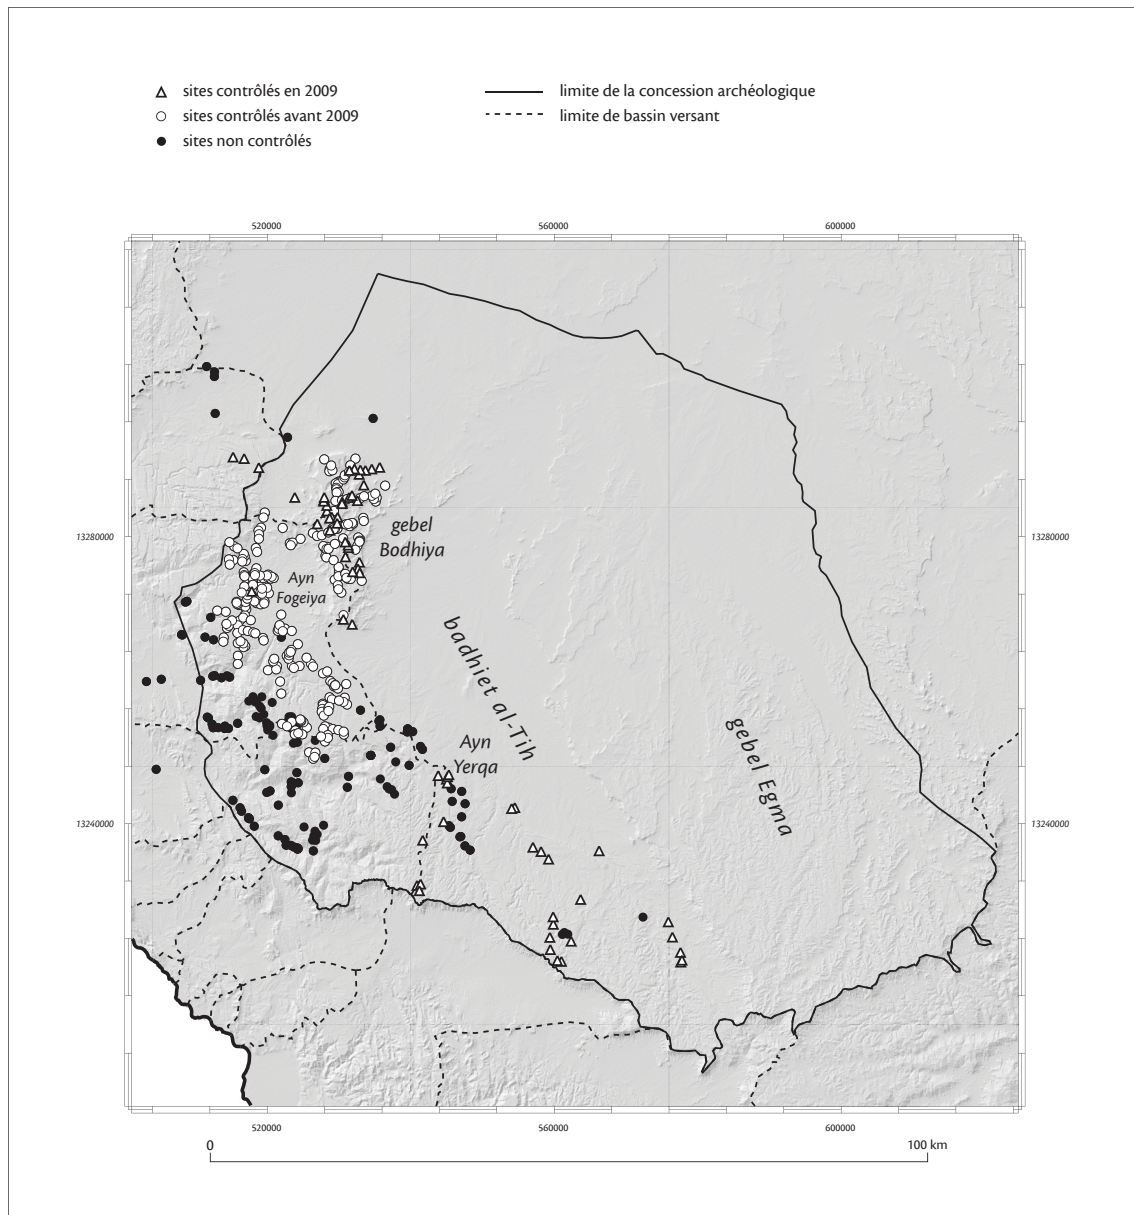 sites contrôlés en 2009
sites contrôlés avant 2009
sites non contrôlés
limite de la concession archéologique
limite de bassin versant
520000
560000
600000
13280000
13280000
gebel
Bodhiya
Ayn
Fogeiya
badhiet al-Tih
Ayn
Yerqa
gebel Egma
13240000
13240000
520000
560000
600000
0
100 km